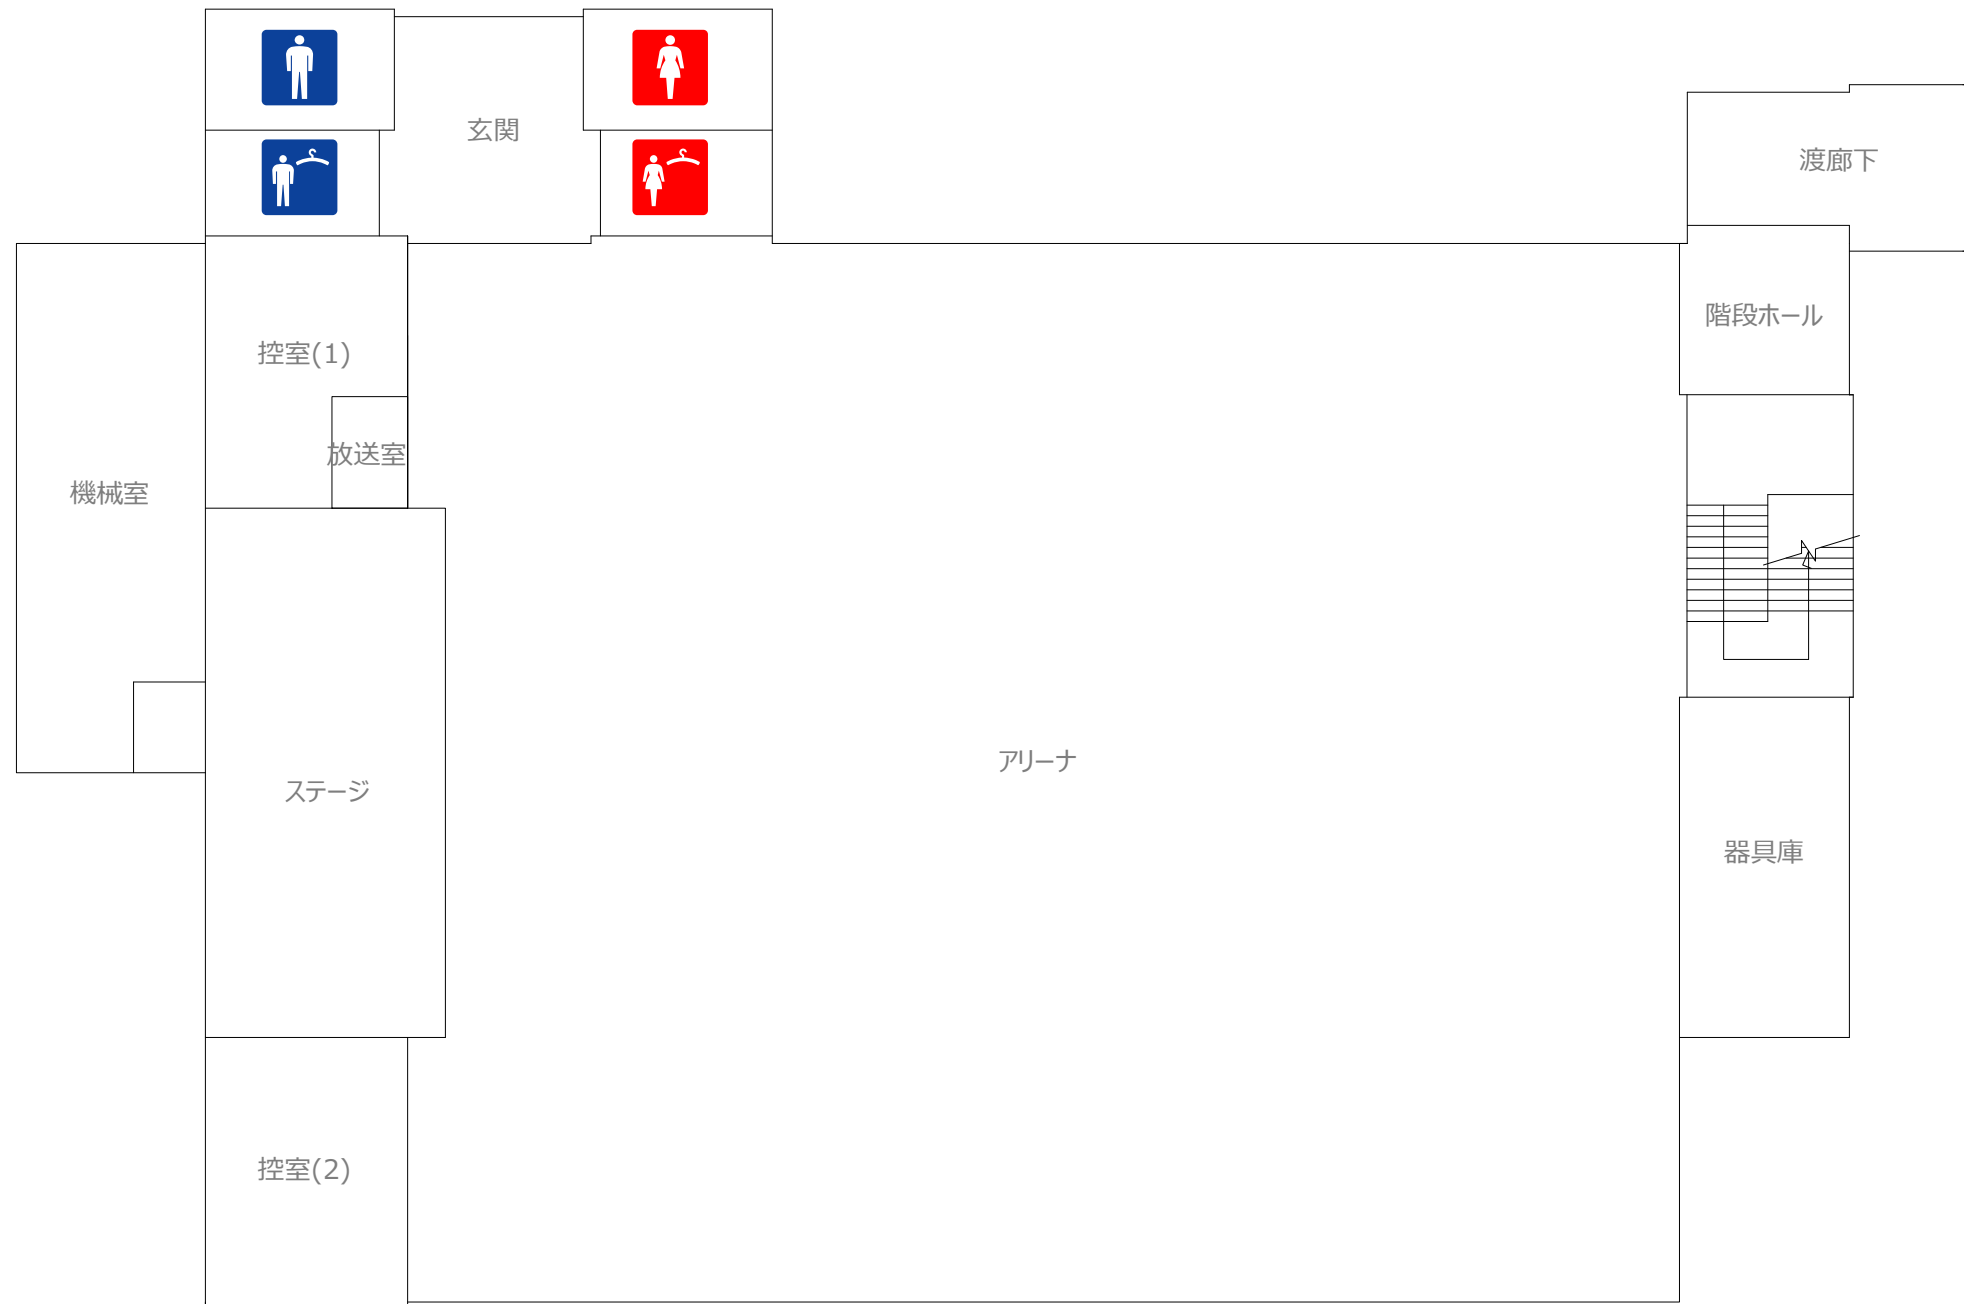 玄関
渡廊下
階段ホール
控室(1)
放送室
機械室
アリーナ
ステージ
器具庫
控室(2)